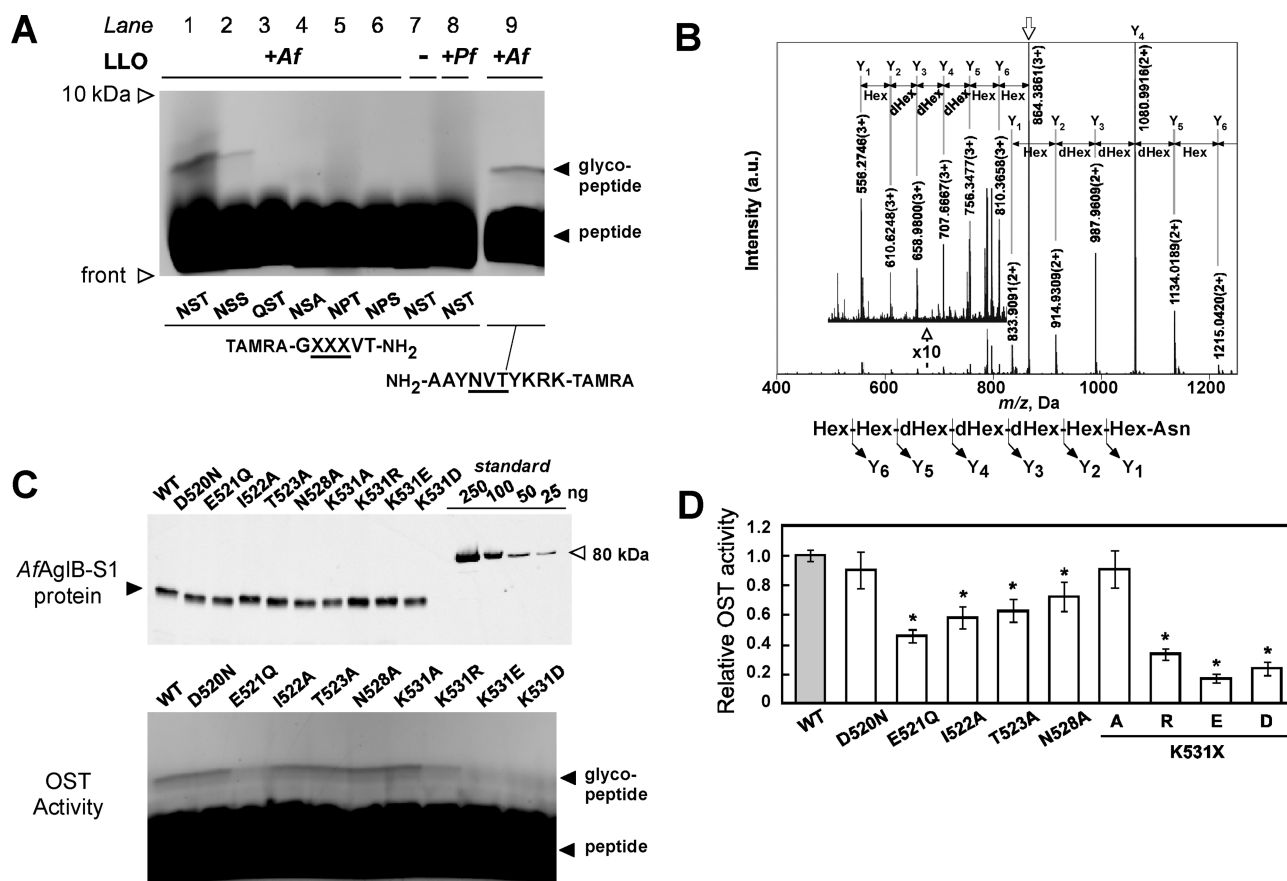 A
Lane 1 2 3 4 5 6 7 8 9
LLO +Af - +Pf +Af
10 kDa
glyco-
peptide
peptide
front
NST NSS QST NSA NPT NPS NST NST
TAMRA-GXXXVT-NH2
NH2-AAYNVTYKRK-TAMRA
B
Intensity (a.u.)
Y1 Y2 Y3 Y4 Y5 Y6
Hex dHex dHex dHex Hex Hex
556.2746(3+)
610.6248(3+)
658.9800(3+)
707.6667(3+)
756.3477(3+)
810.3658(3+)
864.3861(3+)
Y4
1080.9916(2+)
Y1 Y2 Y3 Y5 Y6
Hex dHex dHex dHex Hex
833.9091(2+)
914.9309(2+)
987.9609(2+)
1134.0189(2+)
1215.0420(2+)
x10
400 600 800 1000 1200
m/z, Da
Hex-Hex-dHex-dHex-dHex-Hex-Hex-Asn
Y6 Y5 Y4 Y3 Y2 Y1
C
WT D520N E521Q I522A T523A N528A K531A K531R K531E K531D
standard
250 100 50 25 ng
80 kDa
AfAglB-S1
protein
WT D520N E521Q I522A T523A N528A K531A K531R K531E K531D
OST
Activity
glyco-
peptide
peptide
D
Relative OST activity
1.2
1.0
0.8
0.6
0.4
0.2
0
* * * * * * *
WT D520N E521Q I522A T523A N528A A R E D
K531X